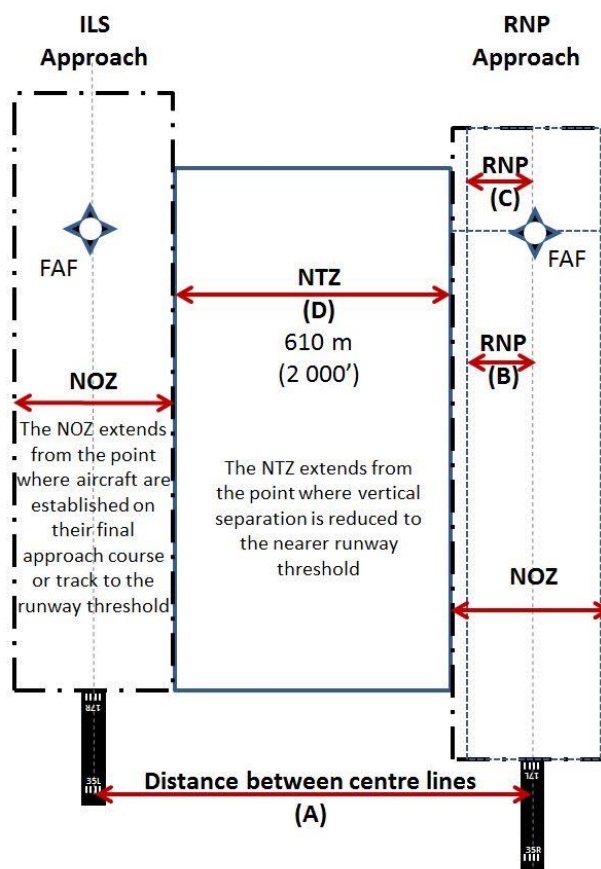 ILS
Approach
RNP
Approach
RNP
(C)
FAF
FAF
NTZ
(D)
610 m
(2 000’)
RNP
(B)
NOZ
The NOZ extends
from the point
where aircraft are
established on
their final
approach course
or track to the
runway threshold
The NTZ extends from
the point where vertical
separation is reduced to
the nearer runway
threshold
NOZ
17R
35L
Distance between centre lines
(A)
17L
35R